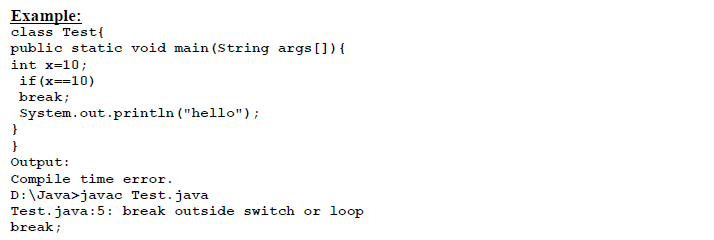 Example:
class Test{
public static void main(String args[]){
int x=10;
if(x==10)
break;
System.out.println("hello");
}
}
Output:
Compile time error.
D:\Java>javac Test.java
Test.java:5: break outside switch or loop
break;